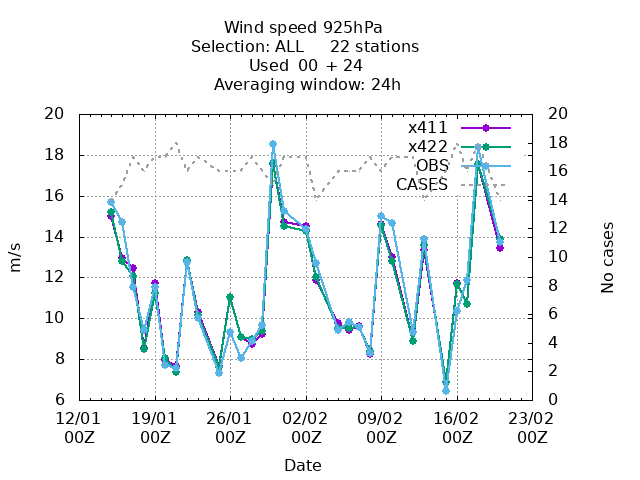 Wind speed 925hPa
Selection: ALL 22 stations
Used 00 + 24
Averaging window: 24h
20 20
18 18
16 16
14 14
12 12
10 10
8 8
6 6
4
2
0
m/s
No cases
x411
x422
OBS
CASES
12/01 19/01 26/01 02/02 09/02 16/02 23/02
00Z 00Z 00Z 00Z 00Z 00Z 00Z
Date